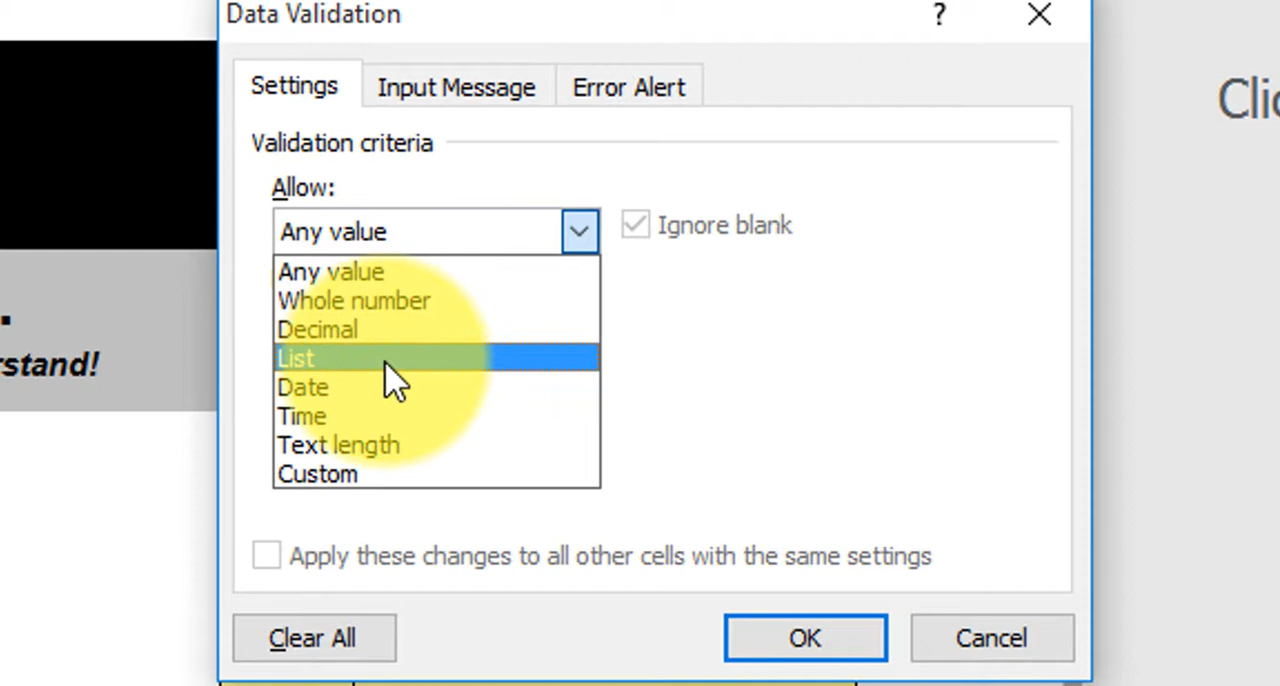 Data Validation ? 
Settings Input Message Error Alert
Clic
Validation criteria
Allow:
Any value
Ignore blank
Any value
Whole number
.
Decimal
List
rstand!
Date
Time
Text length
Custom
Apply these changes to all other cells with the same settings
Clear All OK Cancel